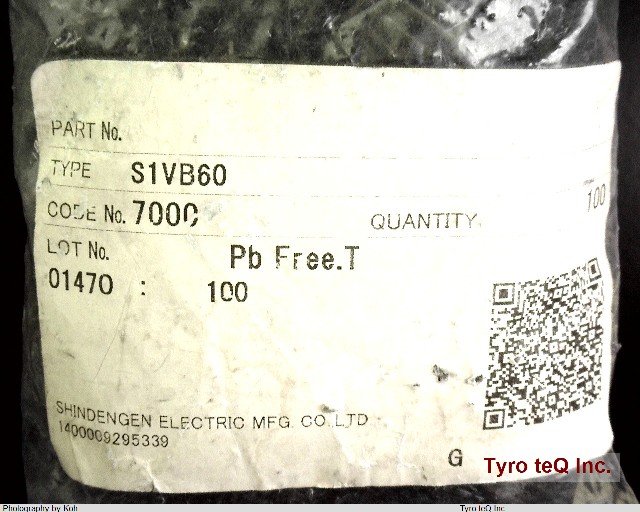 PART No.
TYPE S1VB60
CODE No. 7000
QUANTITY. 100
LOT No. Pb Free.T
01470 : 100
SHINDENGEN ELECTRIC MFG. CO.,LTD
1400009295339
G
Tyro teQ Inc.
Photography by Koh Tyro teQ Inc